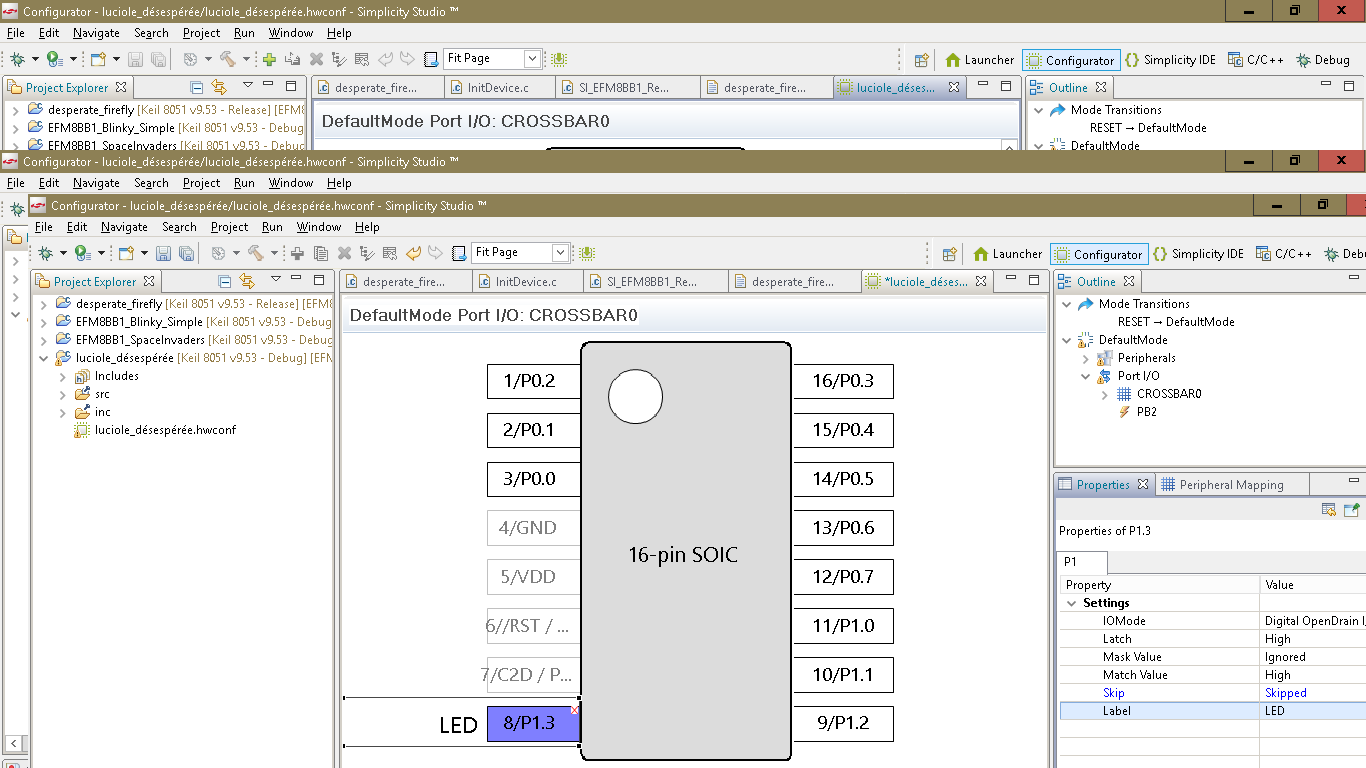 Configurator - luciole_désespérée/luciole_désespérée.hwconf - Simplicity Studio ™
File Edit Navigate Search Project Run Window Help
Fit Page
Launcher Configurator Simplicity IDE C/C++ Debug
Project Explorer
desperate_fire...
InitDevice.c
SI_EFM8BB1_Re...
desperate_fire...
luciole_déses...
Outline
desperate_firefly [Keil 8051 v9.53 - Release] [EFM8
EFM8BB1_Blinky_Simple [Keil 8051 v9.53 - Debug
EFM8BB1_SpaceInvaders [Keil 8051 v9.53 - Debug
DefaultMode Port I/O: CROSSBAR0
Mode Transitions
RESET → DefaultMode
DefaultMode
Configurator - luciole_désespérée/luciole_désespérée.hwconf - Simplicity Studio ™
File Edit Navigate Search Project Run Window Help
Configurator - luciole_désespérée/luciole_désespérée.hwconf - Simplicity Studio ™
File Edit Navigate Search Project Run Window Help
Fit Page
Launcher Configurator Simplicity IDE C/C++ Debu
Project Explorer
desperate_fire...
InitDevice.c
SI_EFM8BB1_Re...
desperate_fire...
*luciole_déses...
Outline
desperate_firefly [Keil 8051 v9.53 - Release] [EFM8
EFM8BB1_Blinky_Simple [Keil 8051 v9.53 - Debug
EFM8BB1_SpaceInvaders [Keil 8051 v9.53 - Debug
luciole_désespérée [Keil 8051 v9.53 - Debug] [EFM
Includes
src
inc
luciole_désespérée.hwconf
DefaultMode Port I/O: CROSSBAR0
1/P0.2
2/P0.1
3/P0.0
4/GND
5/VDD
6//RST / ...
7/C2D / P...
LED 8/P1.3
16-pin SOIC
16/P0.3
15/P0.4
14/P0.5
13/P0.6
12/P0.7
11/P1.0
10/P1.1
9/P1.2
Mode Transitions
RESET → DefaultMode
DefaultMode
Peripherals
Port I/O
CROSSBAR0
PB2
Properties Peripheral Mapping
Properties of P1.3
P1
Property Value
Settings
IOMode Digital OpenDrain I
Latch High
Mask Value Ignored
Match Value High
Skip Skipped
Label LED